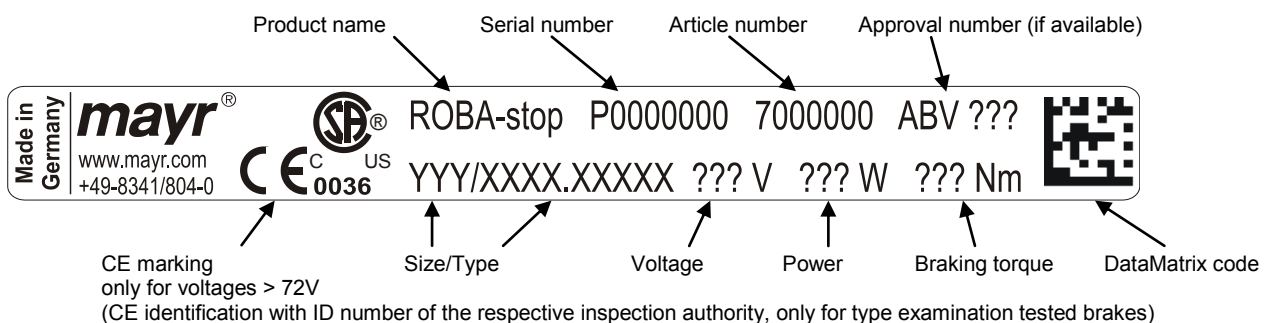 Product name Serial number Article number Approval number (if available)
Made in
Germany
mayr®
www.mayr.com
+49-8341/804-0
CE 0036
C SA® US
ROBA-stop P0000000 7000000 ABV ???
YYY/XXXX.XXXXX ??? V ??? W ??? Nm
CE marking Size/Type Voltage Power Braking torque DataMatrix code
only for voltages > 72V
(CE identification with ID number of the respective inspection authority, only for type examination tested brakes)